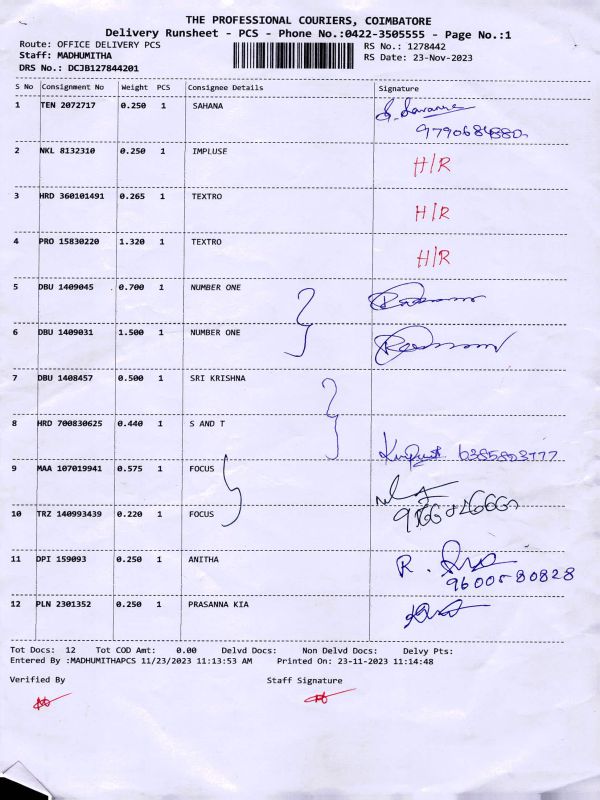 THE PROFESSIONAL COURIERS, COIMBATORE
Delivery Runsheet - PCS - Phone No.:0422-3505555 - Page No.:1
Route: OFFICE DELIVERY PCS RS No.: 1278442
Staff: MADHUMITHA RS Date: 23-Nov-2023
DRS No.: DCJB127844201
S No Consignment No Weight PCS Consignee Details Signature
1 TEN 2072717 0.250 1 SAHANA
2 NKL 8132310 0.250 1 IMPLUSE H/R
3 HRD 360101491 0.265 1 TEXTRO H/R
4 PRO 15830220 1.320 1 TEXTRO H/R
5 DBU 1409045 0.700 1 NUMBER ONE
6 DBU 1409031 1.500 1 NUMBER ONE
7 DBU 1408457 0.500 1 SRI KRISHNA
8 HRD 700830625 0.440 1 S AND T
9 MAA 107019941 0.575 1 FOCUS
10 TRZ 140993439 0.220 1 FOCUS
11 DPI 159093 0.250 1 ANITHA R.
9600580828
12 PLN 2301352 0.250 1 PRASANNA KIA
Tot Docs: 12 Tot COD Amt: 0.00 Delvd Docs: Non Delvd Docs: Delvy Pts:
Entered By :MADHUMITHAPCS 11/23/2023 11:13:53 AM Printed On: 23-11-2023 11:14:48
Verified By Staff Signature